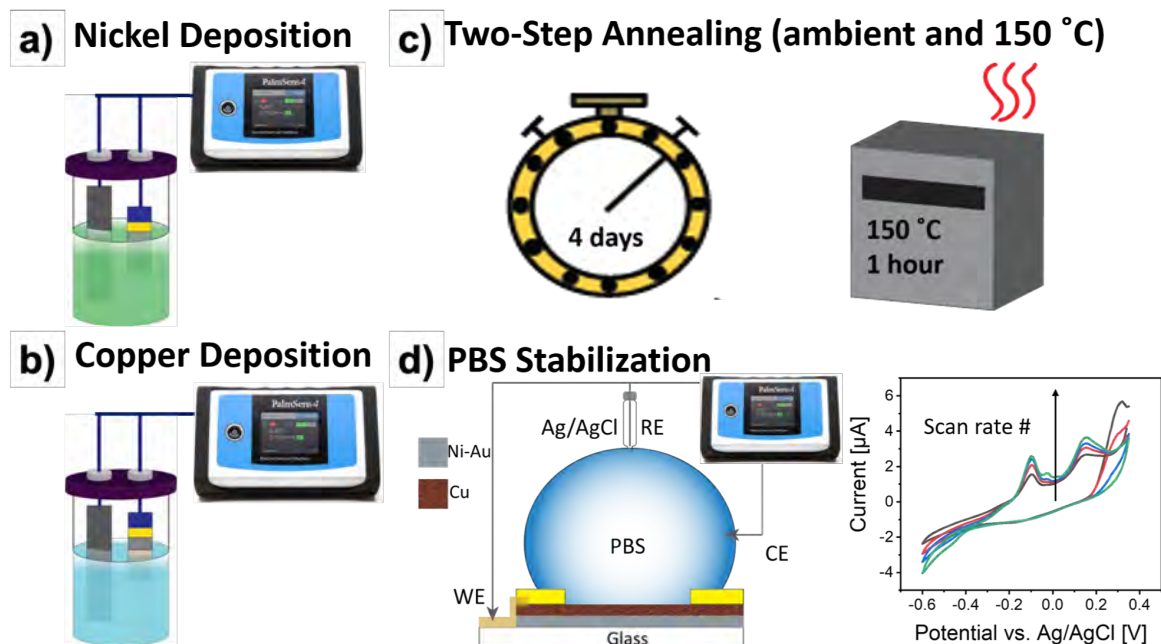 a)
Nickel Deposition
PalmSens4
c)
Two-Step Annealing (ambient and 150 ˚C)
4 days
150 ˚C
1 hour
b)
Copper Deposition
PalmSens4
d)
PBS Stabilization
Ag/AgCl
RE
Ni-Au
Cu
PBS
CE
WE
Glass
Scan rate #
Current [µA]
6
4
2
0
-2
-4
-0.6
-0.4
-0.2
0.0
0.2
0.4
Potential vs. Ag/AgCl [V]